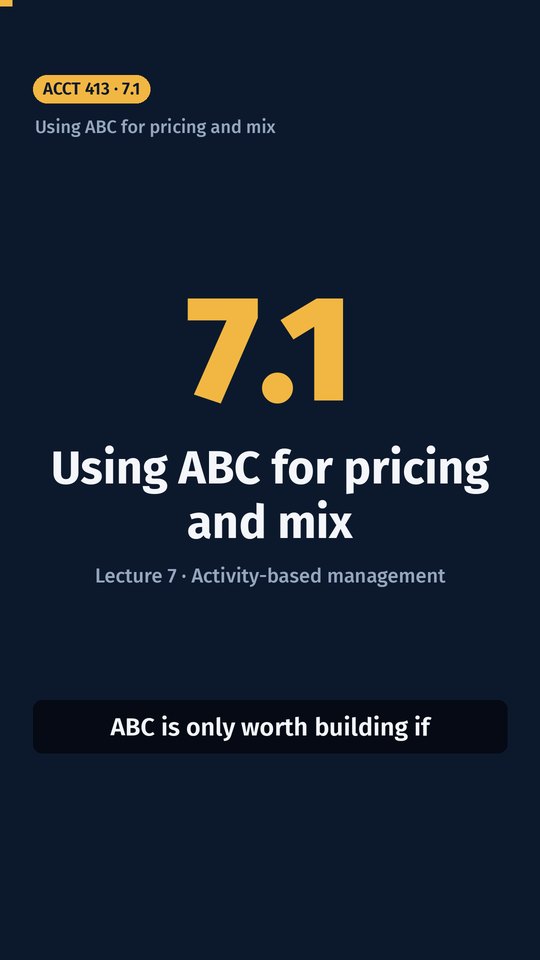 ACCT 413 · 7.1
Using ABC for pricing and mix
7.1
Using ABC for pricing
and mix
Lecture 7 · Activity-based management
ABC is only worth building if